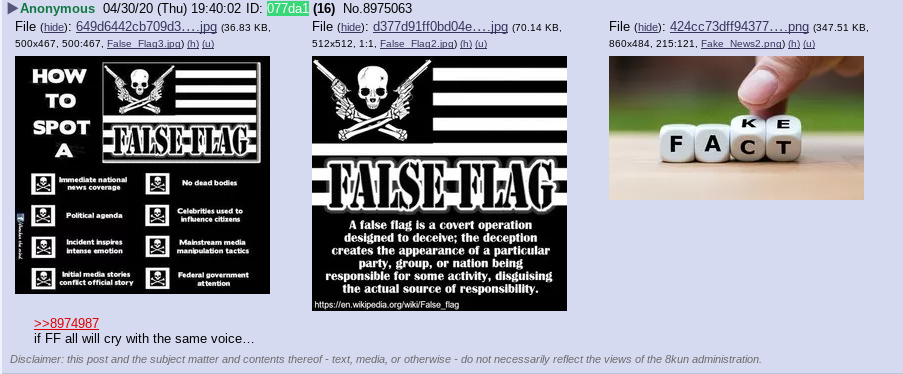 ▶Anonymous 04/30/20 (Thu) 19:40:02 ID: 077da1 (16) No.8975063
File (hide): 649d6442cb709d3….jpg (36.83 KB, 500x467, 500:467, False_Flag3.jpg) (h) (u)
File (hide): d377d91ff0bd04e….jpg (70.14 KB, 512x512, 1:1, False_Flag2.jpg) (h) (u)
File (hide): 424cc73dff94377….png (347.51 KB, 860x484, 215:121, Fake_News2.png) (h) (u)
HOW
TO
SPOT
A
FALSE FLAG
Immediate national
news coverage
No dead bodies
Political agenda
Celebrities used to
influence citizens
Incident inspires
intense emotion
Mainstream media
manipulation tactics
Initial media stories
conflict official story
Federal government
attention
FALSE FLAG
A false flag is a covert operation
designed to deceive; the deception
creates the appearance of a particular
party, group, or nation being
responsible for some activity, disguising
the actual source of responsibility.
https://en.wikipedia.org/wiki/False_flag
K E
F A C T
>>8974987
if FF all will cry with the same voice…
Disclaimer: this post and the subject matter and contents thereof - text, media, or otherwise - do not necessarily reflect the views of the 8kun administration.